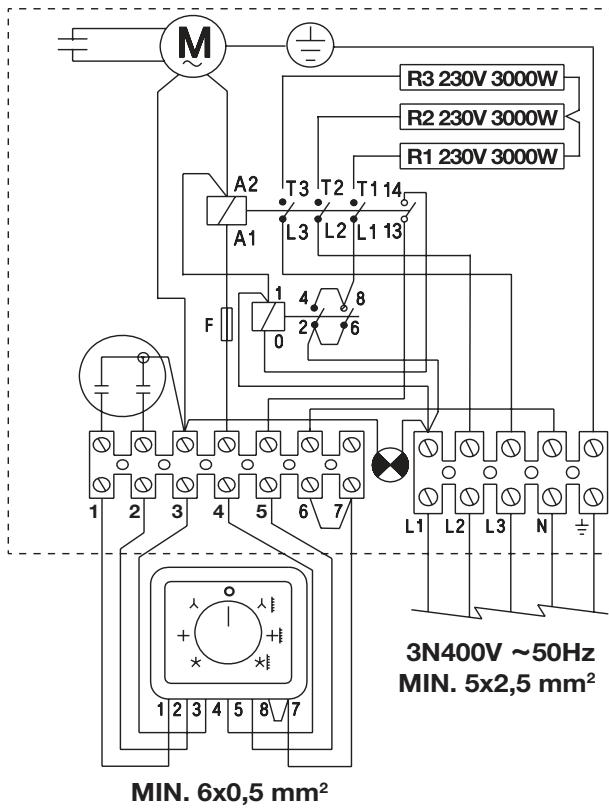 M
~
R3 230V 3000W
R2 230V 3000W
R1 230V 3000W
A2 T3 T2 T1 14
A1 L3 L2 L1 13
1 4 8
F
0 2 6
1 2 3 4 5 6 7
L1 L2 L3 N
1 2 3 4 5 8 7
3N400V ~50Hz
MIN. 5x2,5 mm²
MIN. 6x0,5 mm²